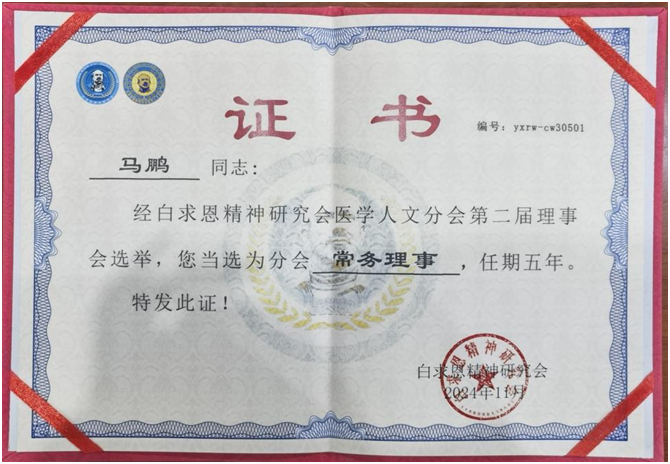 证 书
编号：yxrw-cw30501
马鹏 同志：
经白求恩精神研究会医学人文分会第二届理事
会选举，您当选为分会常务理事，任期五年。
特发此证！
白求恩精神研究会
2024年11月